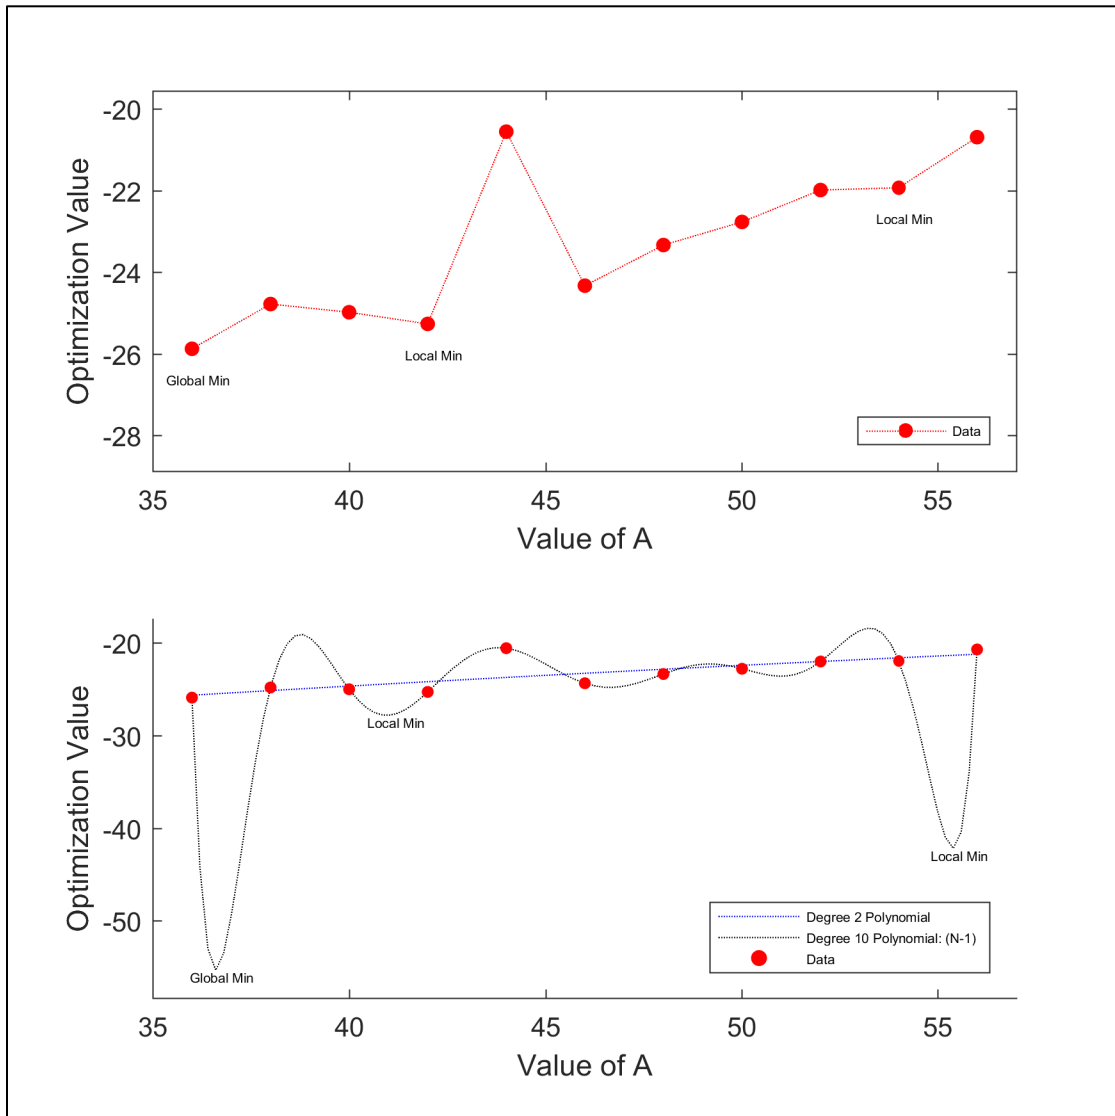 -20
-22
-24
-26
-28
Optimization Value
Local Min
Local Min
Global Min
Data
35
40
45
50
55
Value of A
-20
-30
-40
-50
Optimization Value
Local Min
Local Min
Global Min
Degree 2 Polynomial
Degree 10 Polynomial: (N-1)
Data
35
40
45
50
55
Value of A